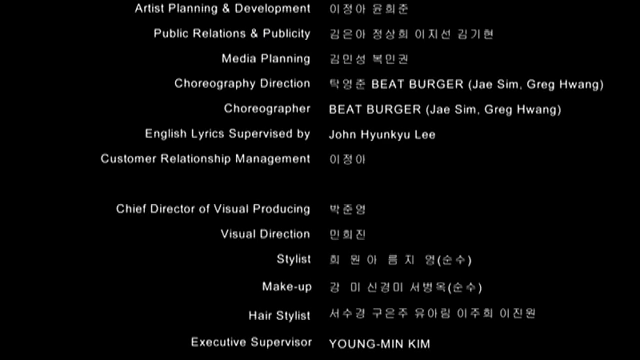 Artist Planning & Development 이정아 윤희준
Public Relations & Publicity 김은아 정상희 이지선 김기현
Media Planning 김민성 복민권
Choreography Direction 탁영준 BEAT BURGER (Jae Sim, Greg Hwang)
Choreographer BEAT BURGER (Jae Sim, Greg Hwang)
English Lyrics Supervised by John Hyunkyu Lee
Customer Relationship Management 이정아
Chief Director of Visual Producing 박준영
Visual Direction 민희진
Stylist 희 원 아 름 지 영(순수)
Make-up 강 미 신경미 서병옥(순수)
Hair Stylist 서수경 구은주 유아림 이주희 이진원
Executive Supervisor YOUNG-MIN KIM